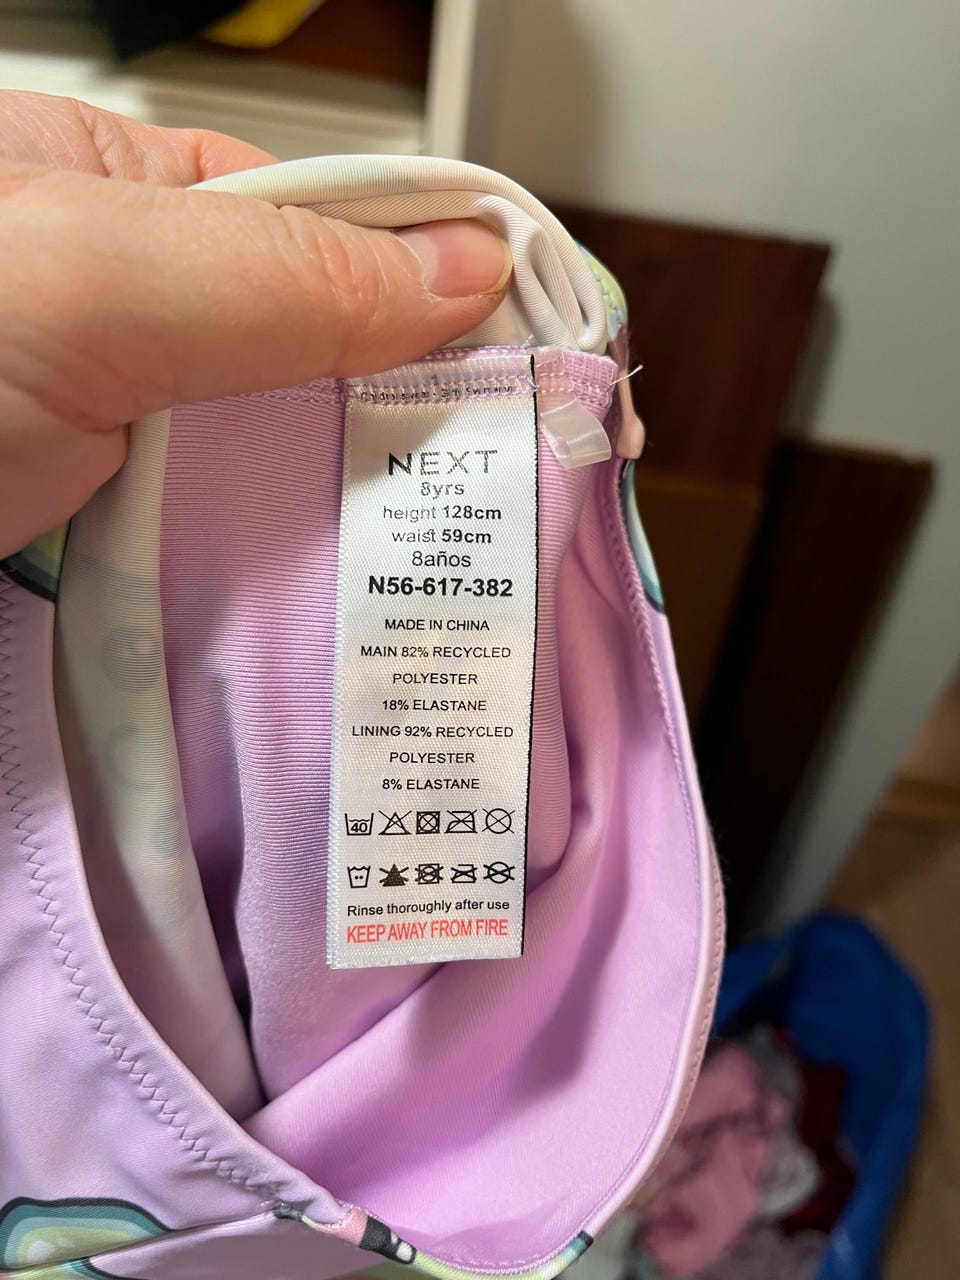 NEXT
8yrs
height 128cm
waist 59cm
8años
N56-617-382
MADE IN CHINA
MAIN 82% RECYCLED
POLYESTER
18% ELASTANE
LINING 92% RECYCLED
POLYESTER
8% ELASTANE
40
Rinse thoroughly after use
KEEP AWAY FROM FIRE